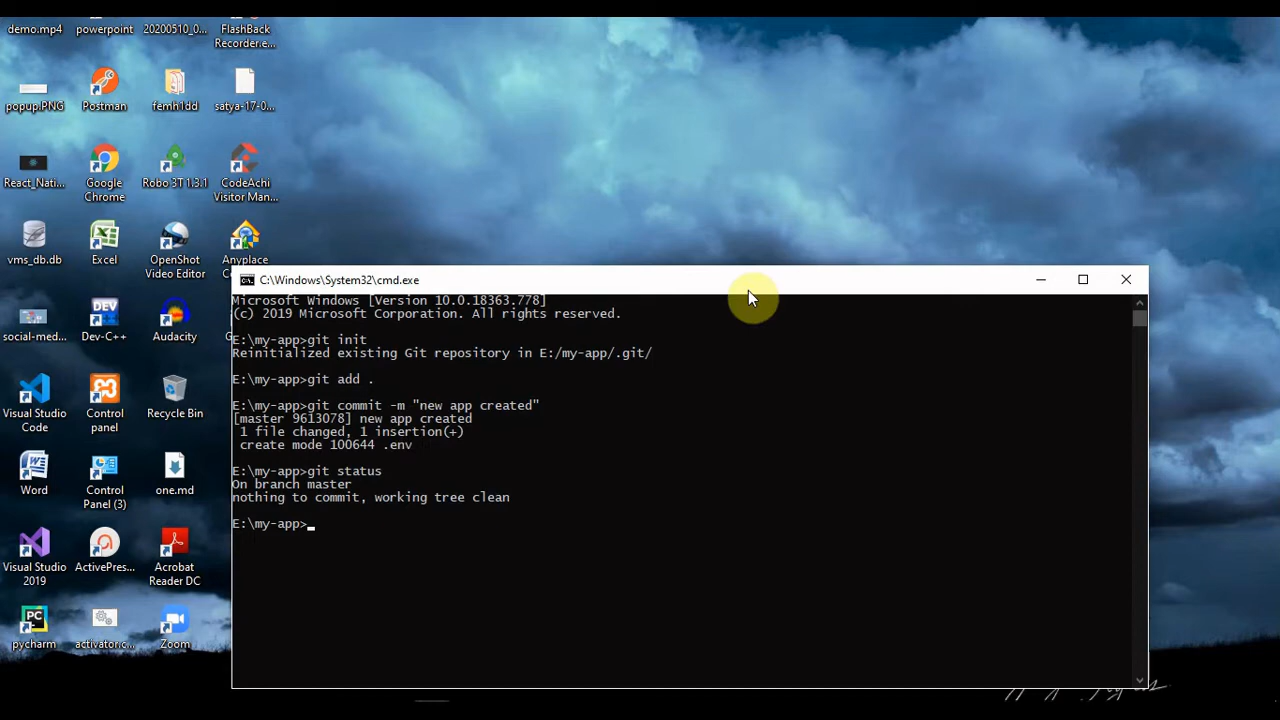 demo.mp4
powerpoint
20200510_0...
FlashBack
Recorder.e...
popup.PNG
Postman
femh1dd
satya-17-0...
React_Nati...
Google
Chrome
Robo 3T 1.3.1
CodeAchi
Visitor Man...
vms_db.db
Excel
OpenShot
Video Editor
Anyplace
social-med...
Dev-C++
Audacity
Visual Studio
Code
Control
panel
Recycle Bin
Word
Control
Panel (3)
one.md
Visual Studio
2019
ActivePres...
Acrobat
Reader DC
pycharm
activator.c...
Zoom
C:\Windows\System32\cmd.exe
Microsoft Windows [Version 10.0.18363.778]
(c) 2019 Microsoft Corporation. All rights reserved.
E:\my-app>git init
Reinitialized existing Git repository in E:/my-app/.git/
E:\my-app>git add .
E:\my-app>git commit -m "new app created"
[master 9613078] new app created
1 file changed, 1 insertion(+)
create mode 100644 .env
E:\my-app>git status
On branch master
nothing to commit, working tree clean
E:\my-app>